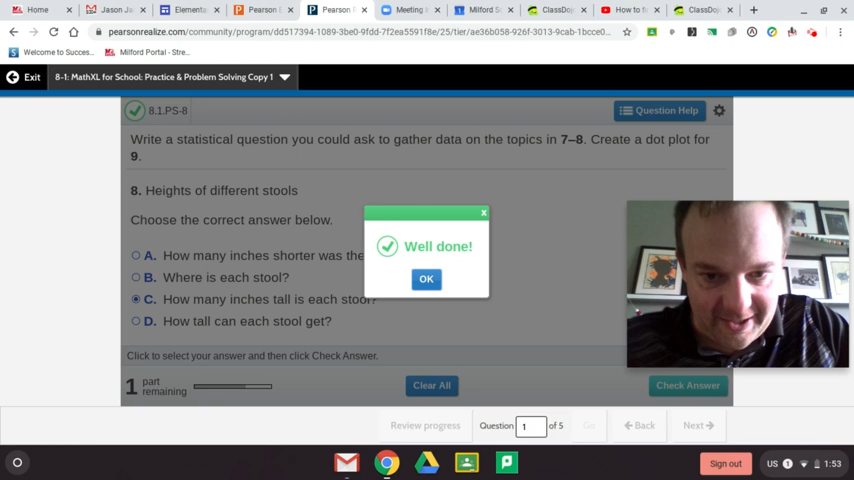 Home
Jason Ja
Elementa
Pearson
Pearson
Meeting i
Milford S
ClassDojo
How to fi
ClassDojo
pearsonrealize.com/community/program/dd517394-1089-3be0-9fdd-7f2ea5591f8e/25/tier/ae36b058-926f-3013-9cab-1bcce0...
Welcome to Succes...
Milford Portal - Stre...
Exit
8-1: MathXL for School: Practice & Problem Solving Copy 1
8.1.PS-8
Question Help
Write a statistical question you could ask to gather data on the topics in 7–8. Create a dot plot for
9.
8. Heights of different stools
Choose the correct answer below.
A. How many inches shorter was the
B. Where is each stool?
C. How many inches tall is each stool?
D. How tall can each stool get?
x
Well done!
OK
Click to select your answer and then click Check Answer.
1 part remaining
Clear All
Check Answer
Review progress
Question 1 of 5
Go
Back
Next
Sign out
US 1 1:53